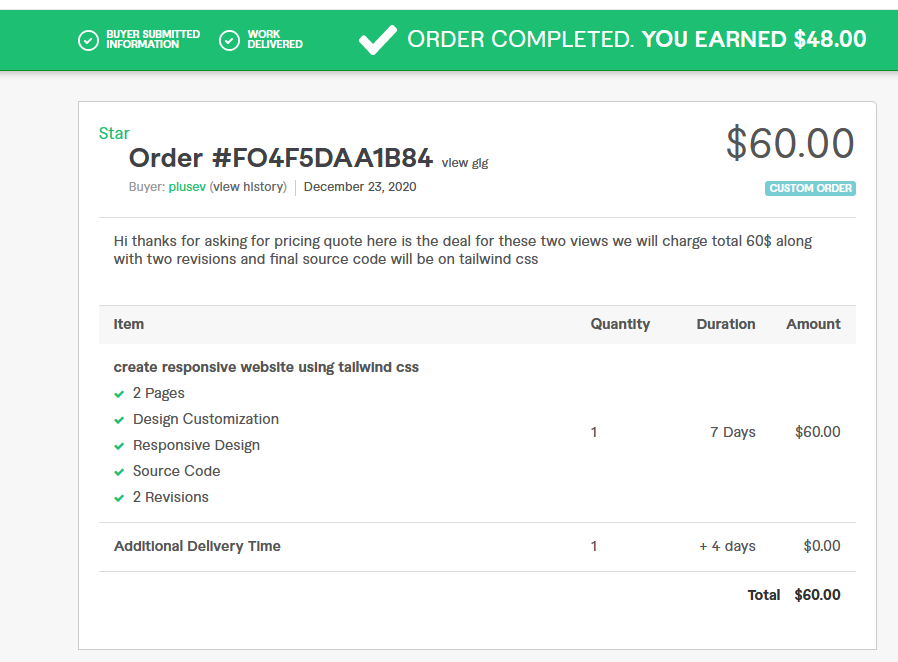 BUYER SUBMITTED
INFORMATION
WORK
DELIVERED
ORDER COMPLETED. YOU EARNED $48.00
Star
Order #FO4F5DAA1B84 view gig
$60.00
Buyer: plusev (view history) | December 23, 2020
CUSTOM ORDER
Hi thanks for asking for pricing quote here is the deal for these two views we will charge total 60$ along
with two revisions and final source code will be on tailwind css
Item Quantity Duration Amount
create responsive website using tailwind css
2 Pages
Design Customization
Responsive Design
Source Code
2 Revisions
1 7 Days $60.00
Additional Delivery Time 1 + 4 days $0.00
Total $60.00